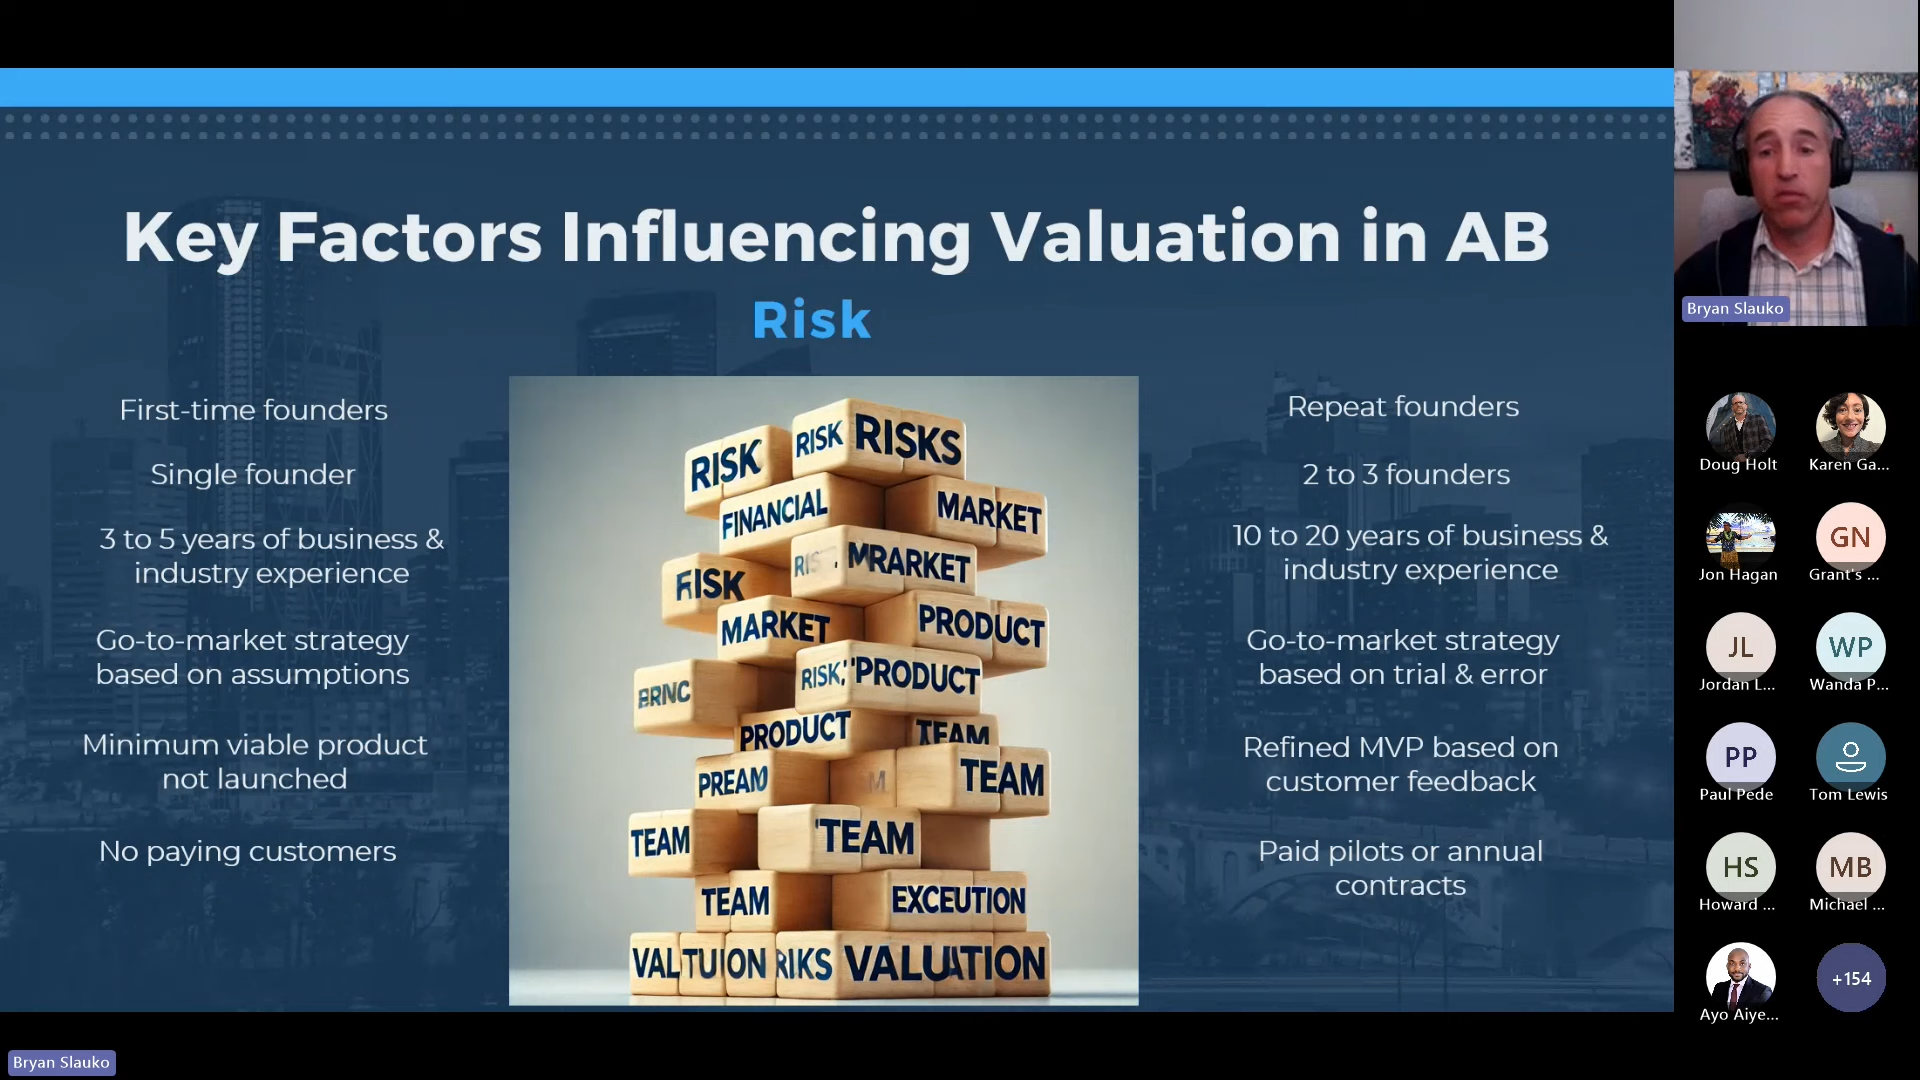 Key Factors Influencing Valuation in AB
Risk
First-time founders
Single founder
3 to 5 years of business &
industry experience
Go-to-market strategy
based on assumptions
Minimum viable product
not launched
No paying customers
RISK
RISK RISKS
FINANCIAL
MARKET
RISK
MRARKET
MARKET
PRODUCT
BRNC
RISK, 'PRODUCT
PRODUCT
TEAM
PREAM
M
TEAM
TEAM
'TEAM
TEAM
EXCEUTION
VALTUION RIKS VALUATION
Repeat founders
2 to 3 founders
10 to 20 years of business &
industry experience
Go-to-market strategy
based on trial & error
Refined MVP based on
customer feedback
Paid pilots or annual
contracts
Bryan Slauko
Doug Holt
Karen Ga...
Jon Hagan
GN
Grant's ...
JL
Jordan L...
WP
Wanda P...
PP
Paul Pede
Tom Lewis
HS
Howard ...
MB
Michael ...
Ayo Aiye...
+154
Bryan Slauko